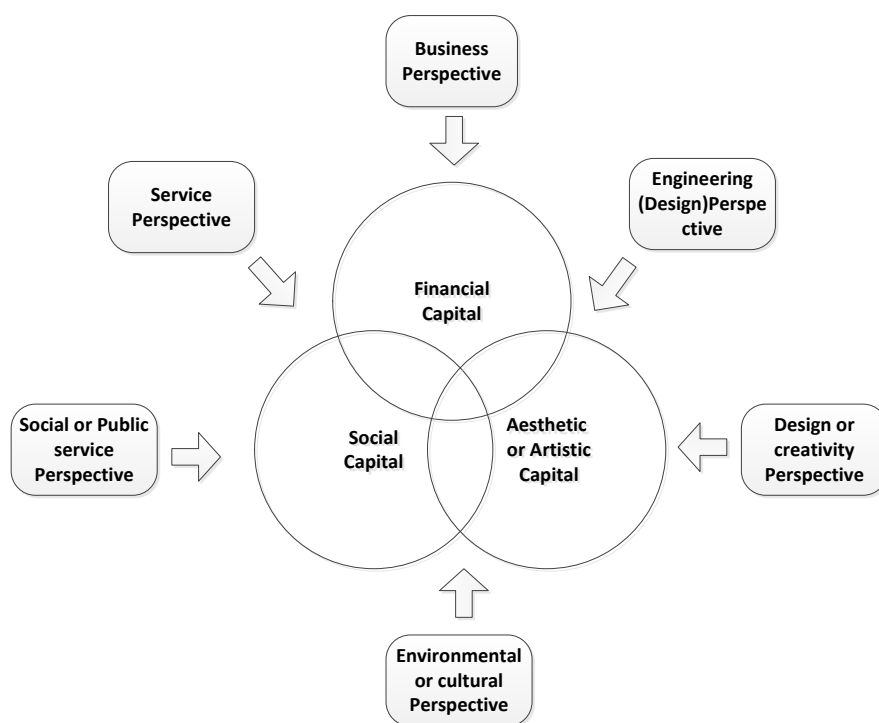 Business
Perspective
Service
Perspective
Engineering
(Design)Perspe
ctive
Financial
Capital
Social or Public
service
Perspective
Social
Capital
Aesthetic
or Artistic
Capital
Design or
creativity
Perspective
Environmental
or cultural
Perspective